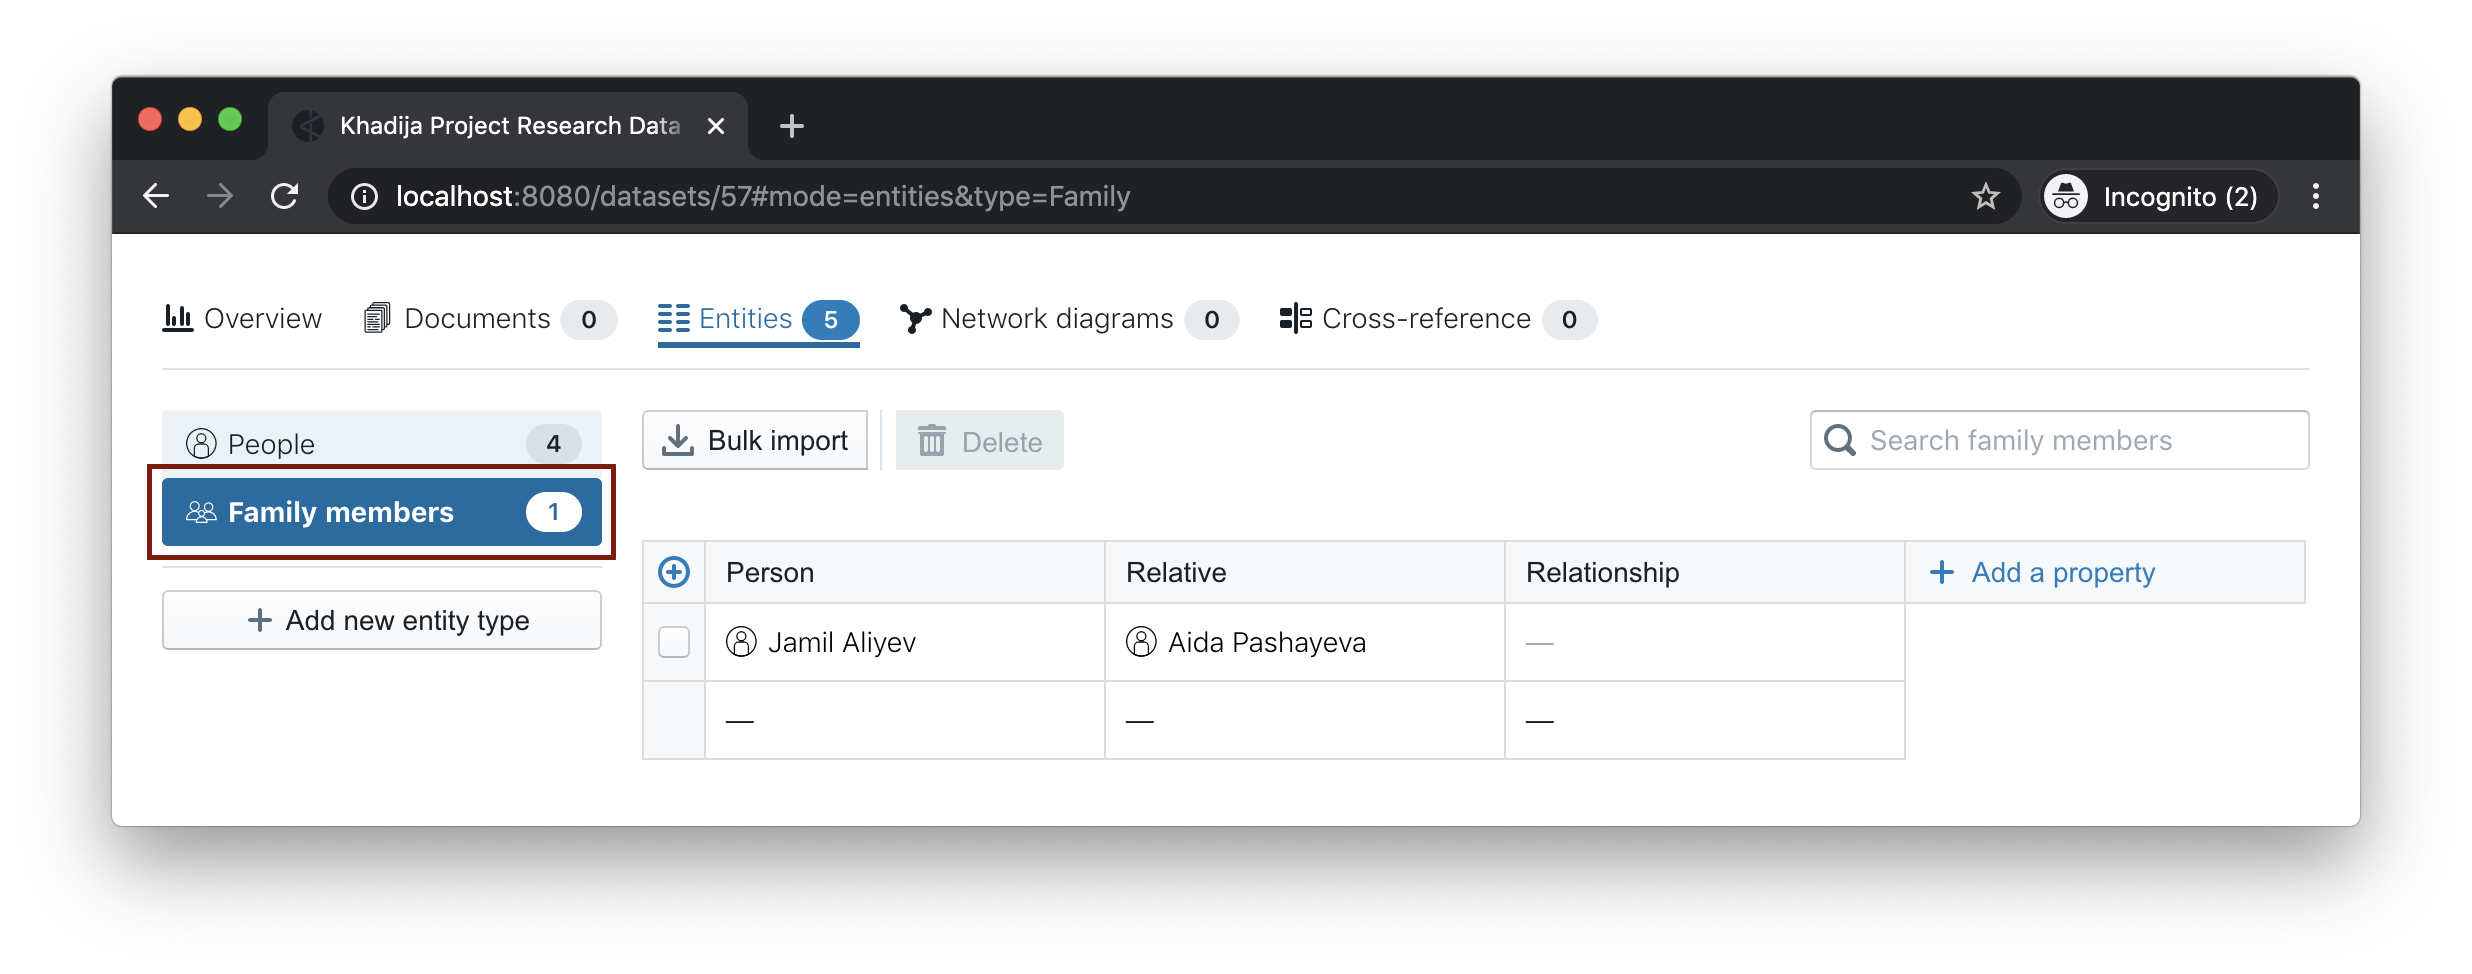 Khadija Project Research Data
localhost:8080/datasets/57#mode=entities&type=Family
Incognito (2)
Overview Documents 0 Entities 5 Network diagrams 0 Cross-reference 0
People 4
Family members 1
Add new entity type
Bulk import Delete Search family members
Person Relative Relationship Add a property
Jamil Aliyev Aida Pashayeva —
— — —